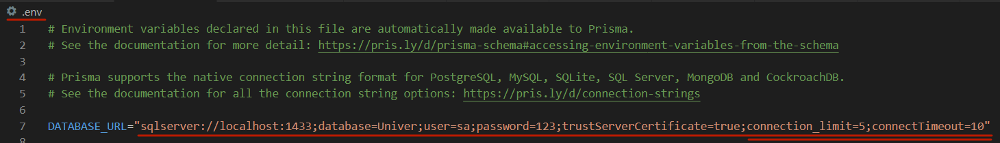 .env
1 # Environment variables declared in this file are automatically made available to Prisma.
2 # See the documentation for more detail: https://pris.ly/d/prisma-schema#accessing-environment-variables-from-the-schema
3
4 # Prisma supports the native connection string format for PostgreSQL, MySQL, SQLite, SQL Server, MongoDB and CockroachDB.
5 # See the documentation for all the connection string options: https://pris.ly/d/connection-strings
6
7 DATABASE_URL="sqlserver://localhost:1433;database=Univer;user=sa;password=123;trustServerCertificate=true;connection_limit=5;connectTimeout=10"
8